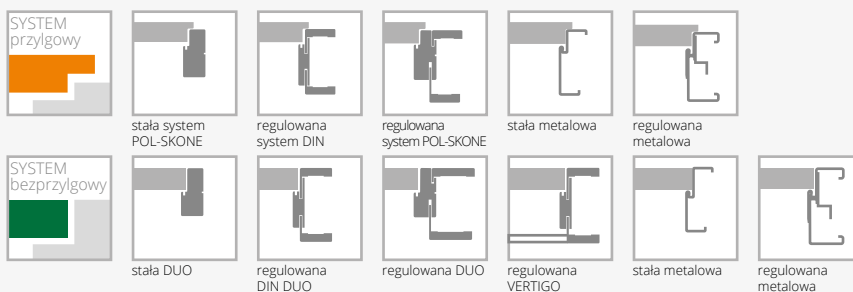 SYSTEM
przylgowy
stała system
POL-SKONE
regulowana
system DIN
regulowana
system POL-SKONE
stała metalowa
regulowana
metalowa
SYSTEM
bezprzylgowy
stała DUO
regulowana
DIN DUO
regulowana DUO
regulowana
VERTIGO
stała metalowa
regulowana
metalowa